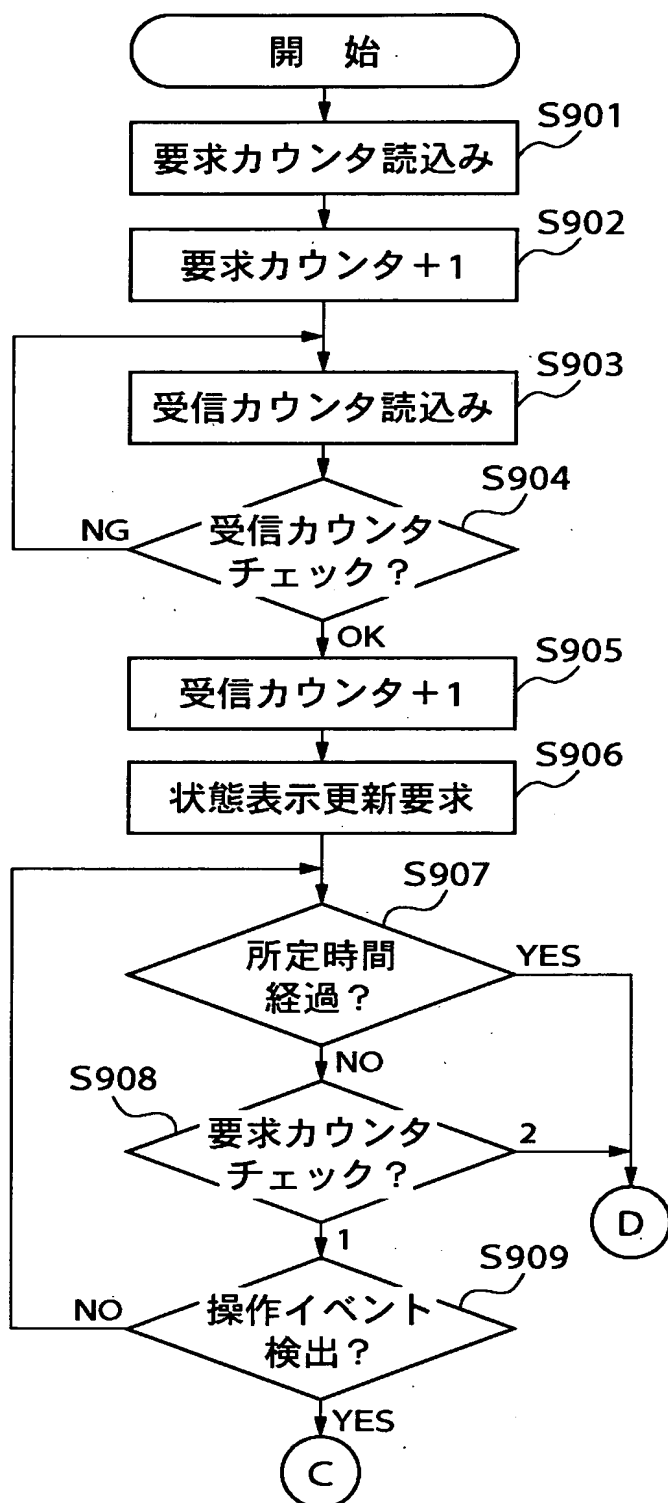 開 始
S901
要求カウンタ読込み
S902
要求カウンタ+1
S903
受信カウンタ読込み
S904
NG
受信カウンタ
チェック?
OK
S905
受信カウンタ+1
S906
状態表示更新要求
S907
所定時間
経過?
YES
NO
S908
要求カウンタ
チェック?
2
D
1
S909
NO
操作イベント
検出?
YES
C